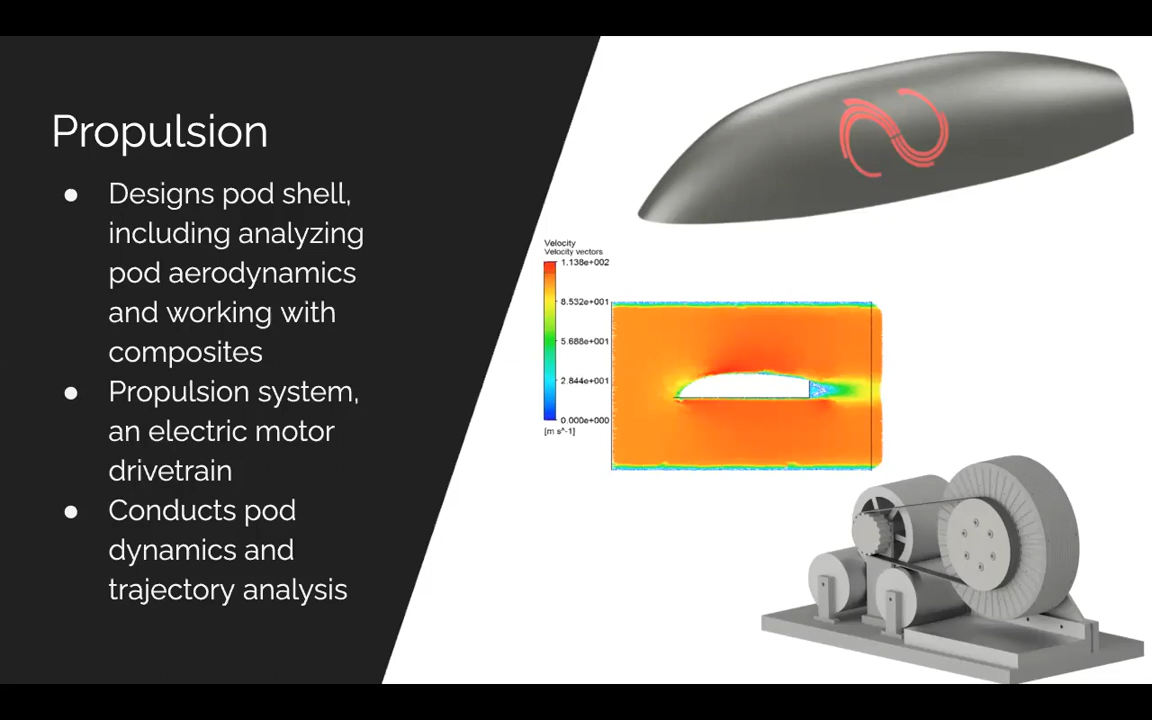 Propulsion
● Designs pod shell,
including analyzing
pod aerodynamics
and working with
composites
● Propulsion system,
an electric motor
drivetrain
● Conducts pod
dynamics and
trajectory analysis
Velocity
Velocity vectors
1.138e+002
8.532e+001
5.688e+001
2.844e+001
0.000e+000
[m s^-1]